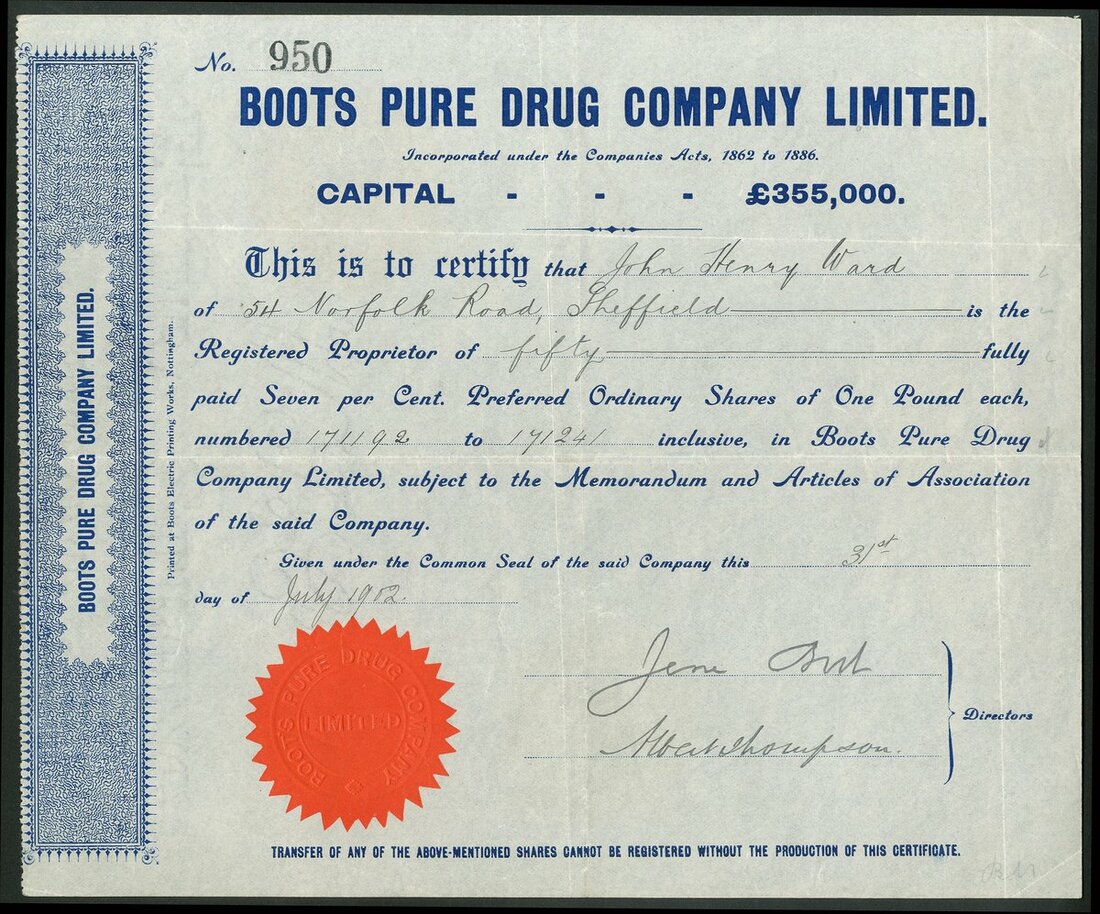 No. 950
BOOTS PURE DRUG COMPANY LIMITED.
Incorporated under the Companies Acts, 1862 to 1886.
CAPITAL - - - £355,000.
This is to certify that John Henry Ward
of 54 Norfolk Road, Sheffield is the
Registered Proprietor of fifty fully
paid Seven per Cent. Preferred Ordinary Shares of One Pound each,
numbered 171192 to 171241 inclusive, in Boots Pure Drug
Company Limited, subject to the Memorandum and Articles of Association
of the said Company.
Given under the Common Seal of the said Company this 31st
day of July 1902.
Jesse Boot
Albert Thompson.
Directors
BOOTS PURE DRUG COMPANY
LIMITED
TRANSFER OF ANY OF THE ABOVE-MENTIONED SHARES CANNOT BE REGISTERED WITHOUT THE PRODUCTION OF THIS CERTIFICATE.
BOOTS PURE DRUG COMPANY LIMITED.
Printed at Boots Electric Printing Works, Nottingham.